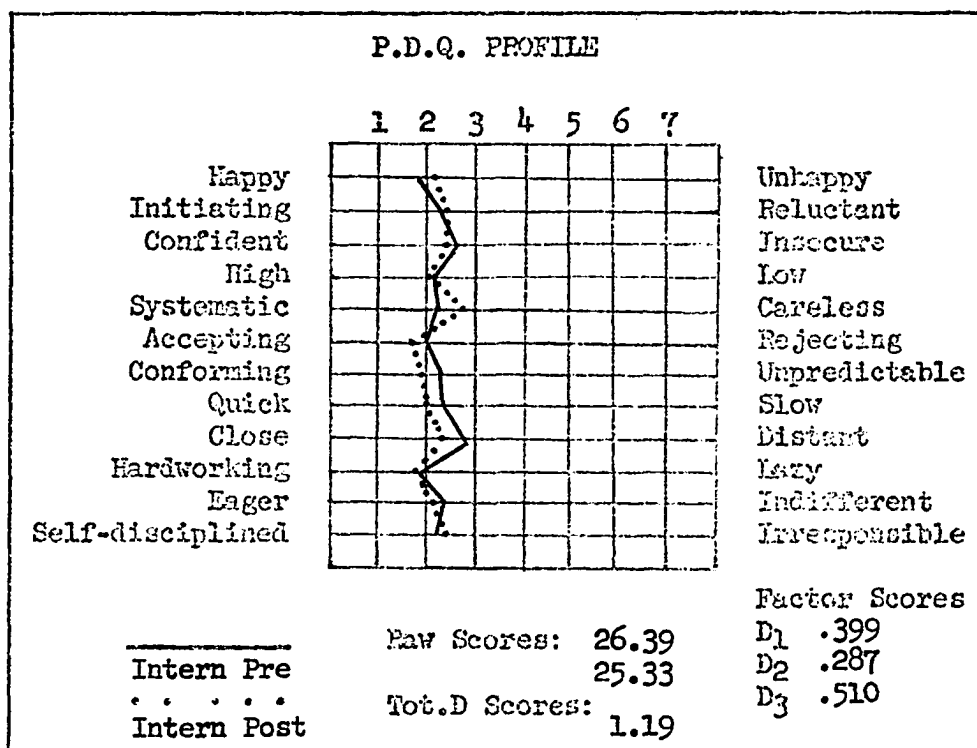 P.D.Q. PROFILE
1 2 3 4 5 6 7
Happy Unhappy
Initiating Reluctant
Confident Insecure
High Low
Systematic Careless
Accepting Rejecting
Conforming Unpredictable
Quick Slow
Close Distant
Hardworking Lazy
Eager Indifferent
Self-disciplined Irresponsible
Factor Scores
Raw Scores: 26.39 D1 .399
Intern Pre 25.33 D2 .287
Tot.D Scores: D3 .510
Intern Post 1.19